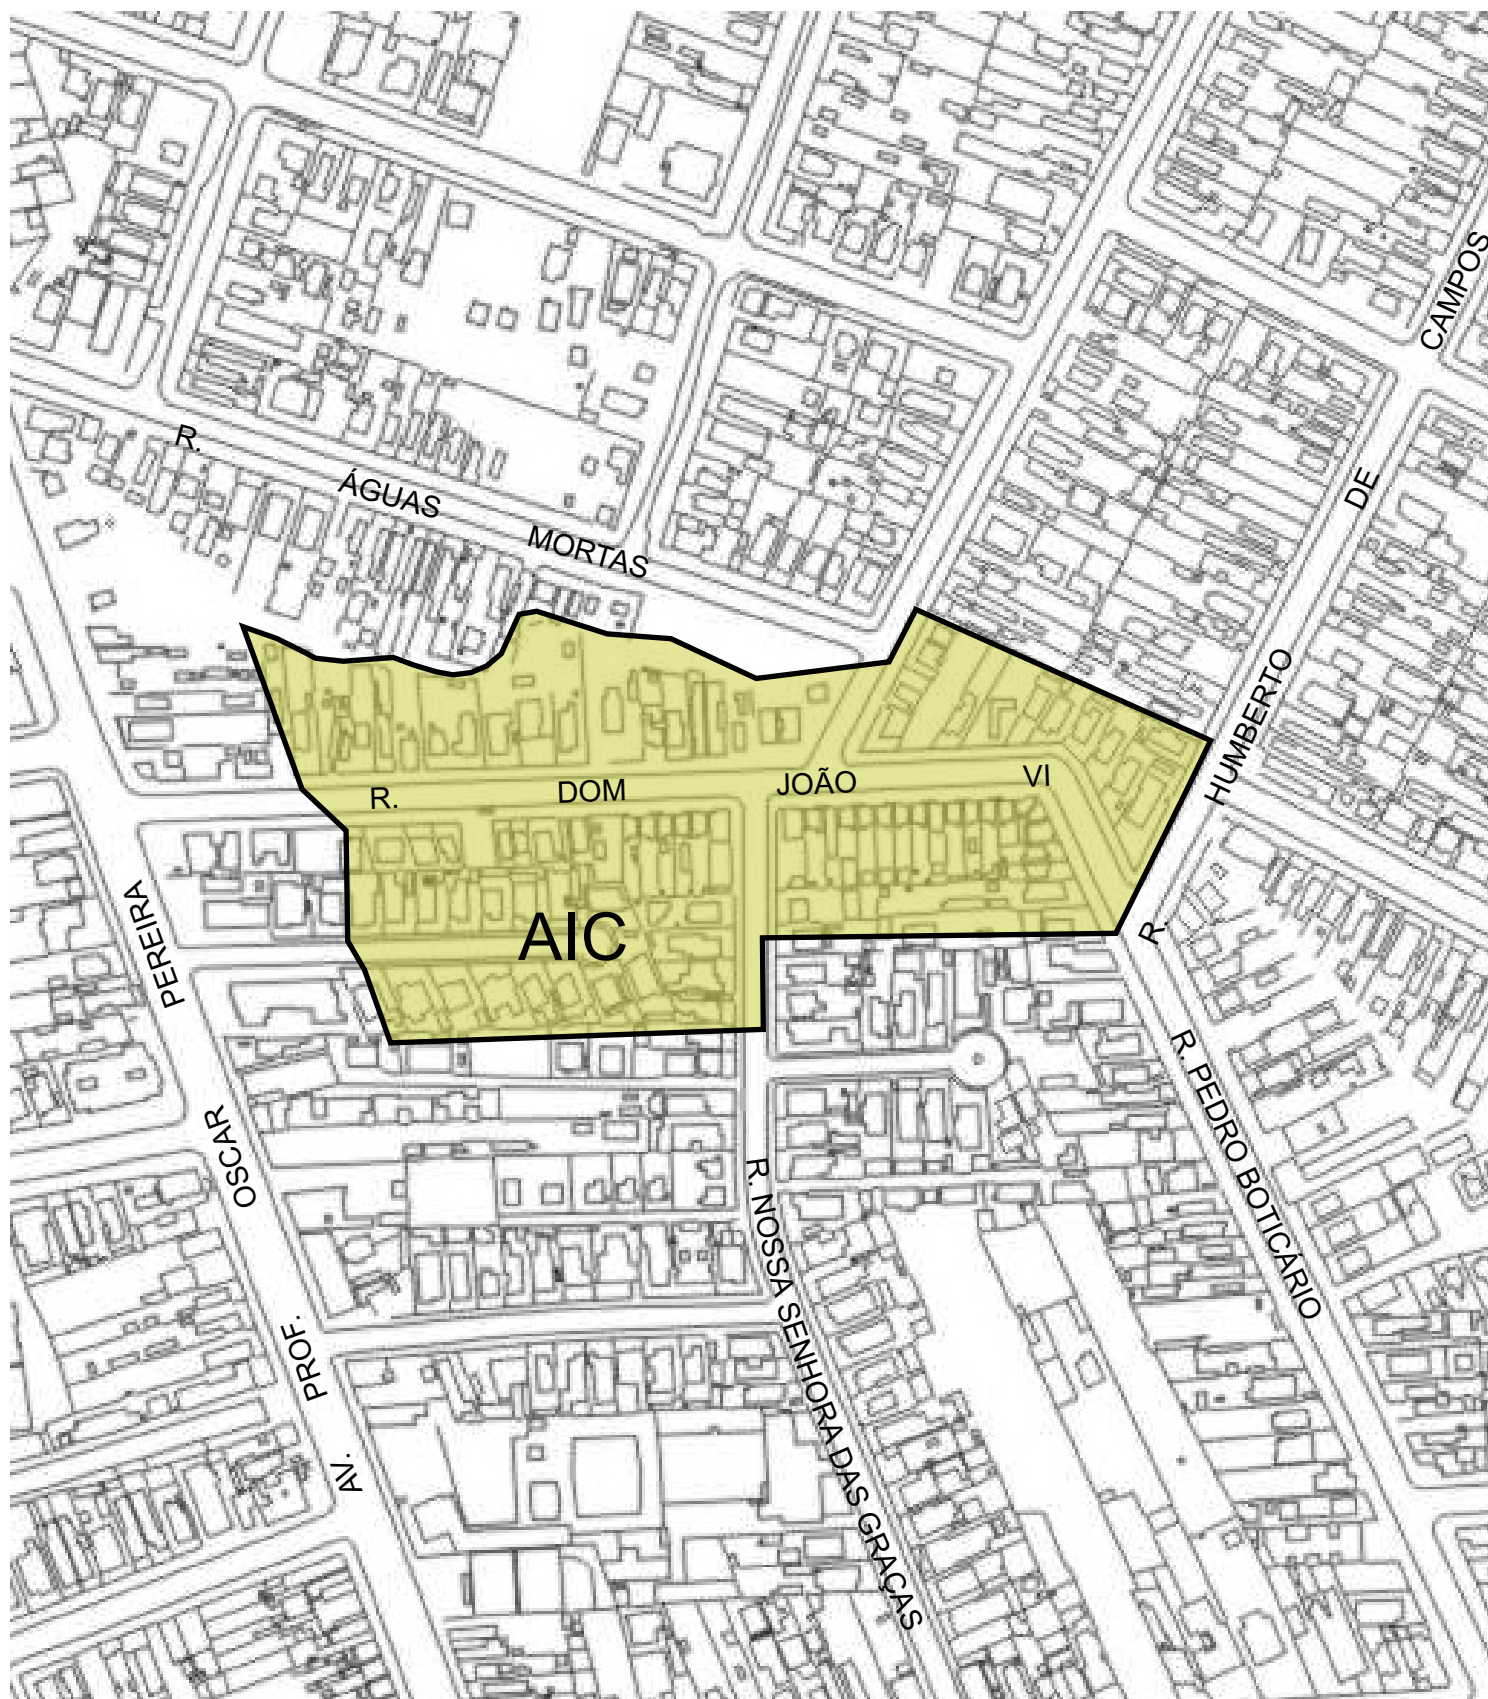 CAMPOS
DE
HUMBERTO
R.
R.
ÁGUAS
MORTAS
R.
DOM
JOÃO
VI
AIC
PEREIRA
OSCAR
PROF.
AV.
R. NOSSA SENHORA DAS GRAÇAS
R. PEDRO BOTICÁRIO